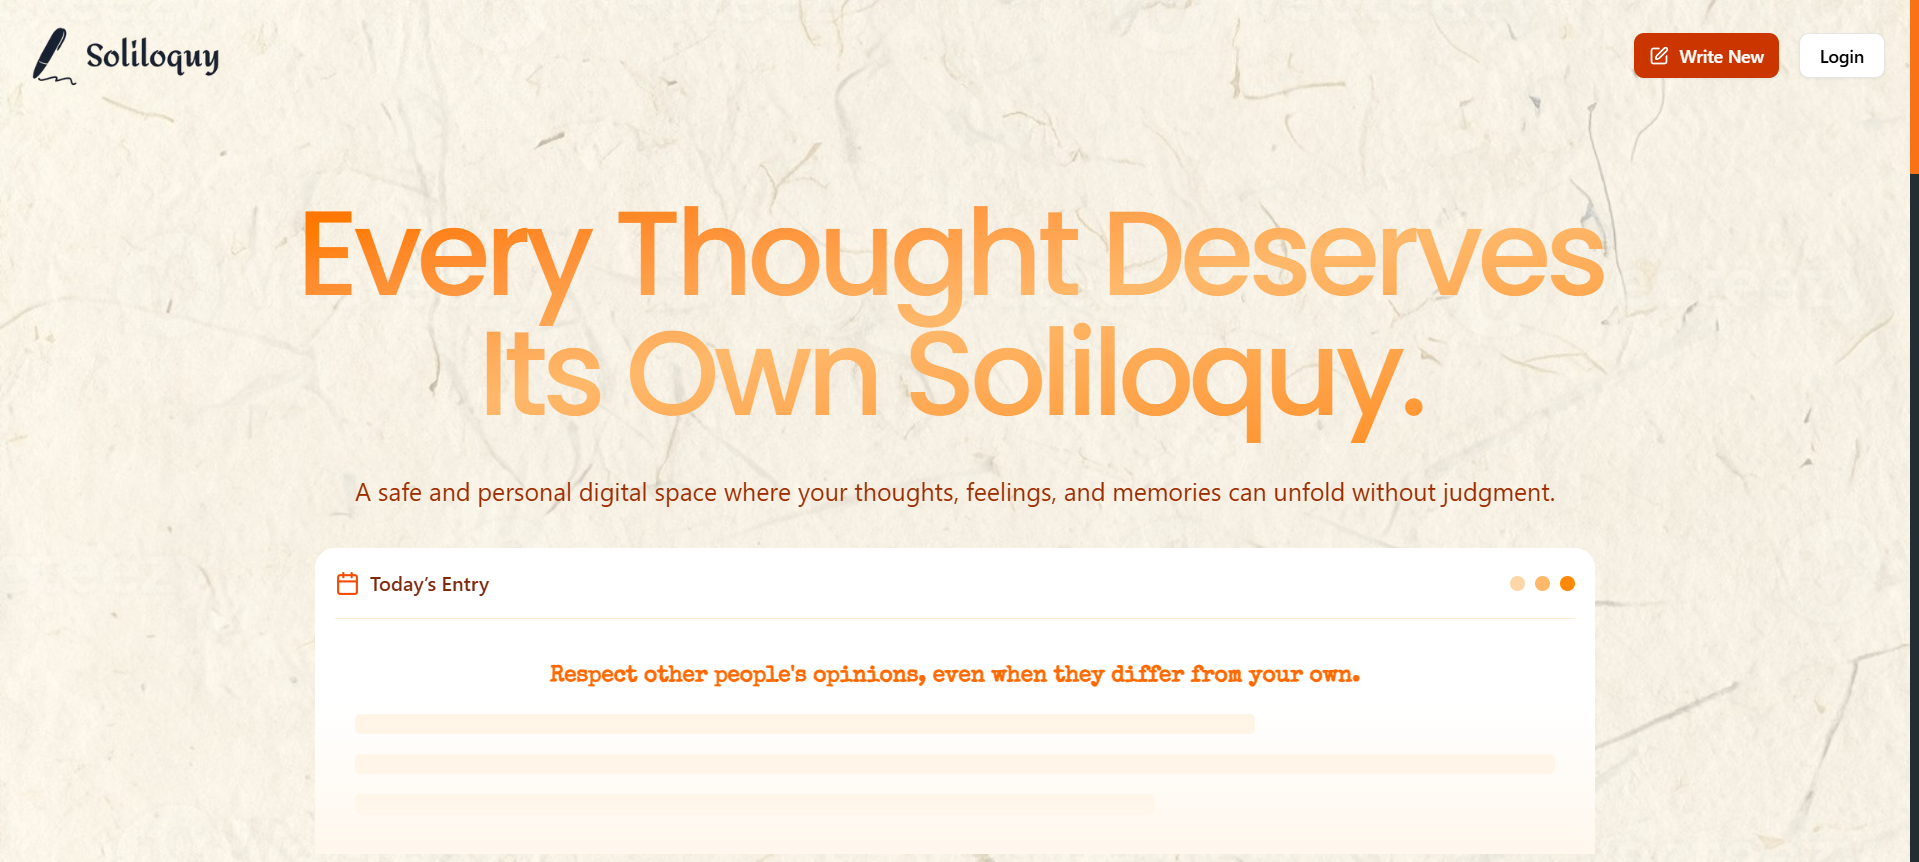 Soliloquy
Write New
Login
Every Thought Deserves
Its Own Soliloquy.
A safe and personal digital space where your thoughts, feelings, and memories can unfold without judgment.
Today’s Entry
Respect other people's opinions, even when they differ from your own.